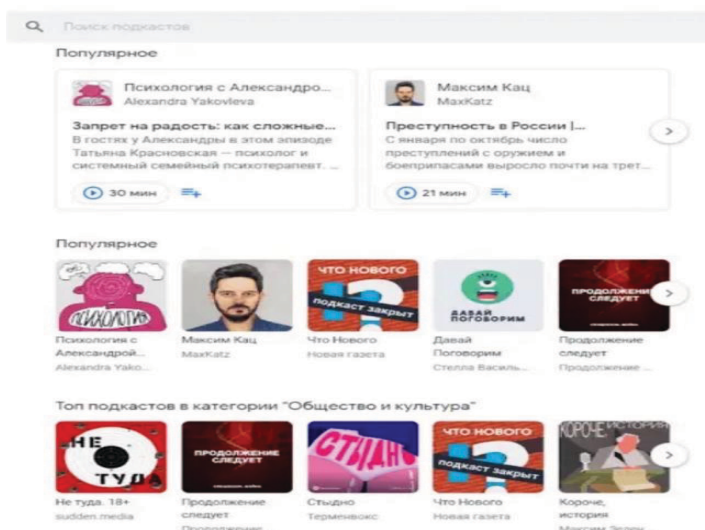 Поиск подкастов
Популярное
Психология с Александро...
Alexandra Yakovleva
Запрет на радость: как сложные...
В гостях у Александры в этом эпизоде
Татьяна Красновская — психолог и
системный семейный психотерапевт. ...
30 мин
Максим Кац
MaxKatz
Преступность в России |...
С января по октябрь число
преступлений с оружием и
боеприпасами выросло почти на трет...
21 мин
Популярное
ПСИХОЛОГИЯ
ЧТО НОВОГО
подкаст закрыт
ДАВАЙ
ПОГОВОРИМ
ПРОДОЛЖЕНИЕ
СЛЕДУЕТ
Психология с
Александрой...
Alexandra Yako...
Максим Кац
MaxKatz
Что Нового
Новая газета
Давай
Поговорим
Стелла Василь...
Продолжение
следует
Продолжение ...
Топ подкастов в категории "Общество и культура"
НЕ
ТУДА
ПРОДОЛЖЕНИЕ
СЛЕДУЕТ
СТЫДНО
ЧТО НОВОГО
подкаст закрыт
КОРОЧЕ, ИСТОРИЯ
Не туда. 18+
sudden.media
Продолжение
следует
Продолжение
Стыдно
Терменвокс
Что Нового
Новая газета
Короче,
история